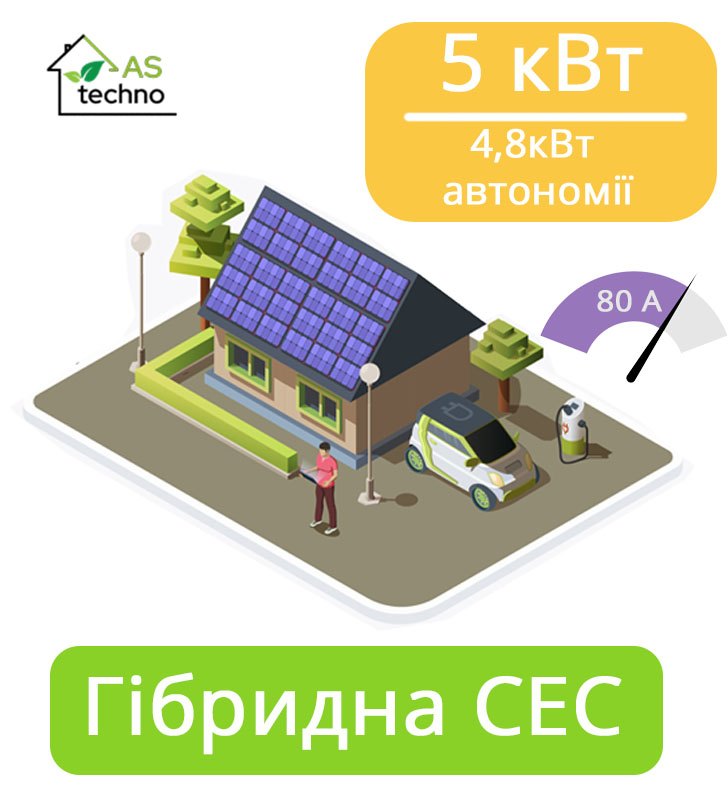 AS
techno
5 кВт
4,8кВт
автономії
80 А
Гібридна СЕС